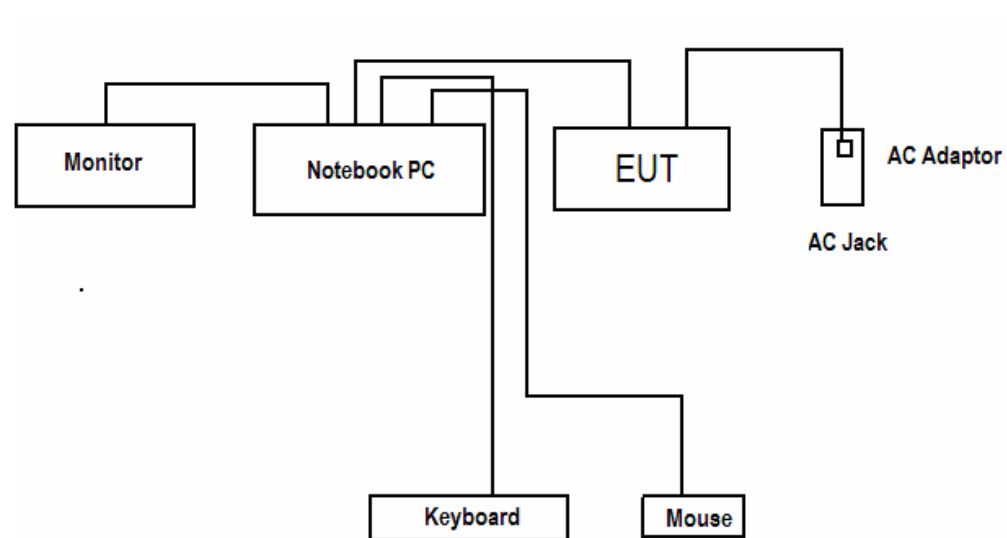 Monitor
Notebook PC
EUT
AC Adaptor
AC Jack
Keyboard
Mouse